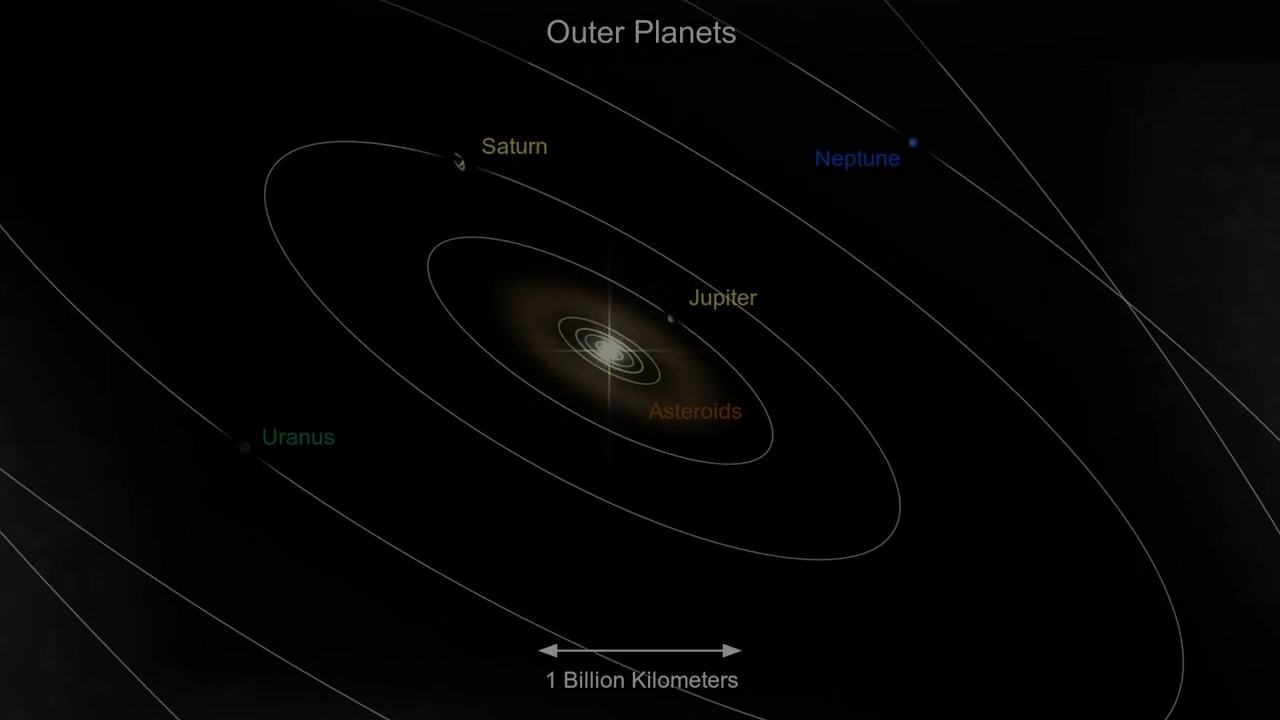 Outer Planets
Saturn
Neptune
Jupiter
Asteroids
Uranus
1 Billion Kilometers